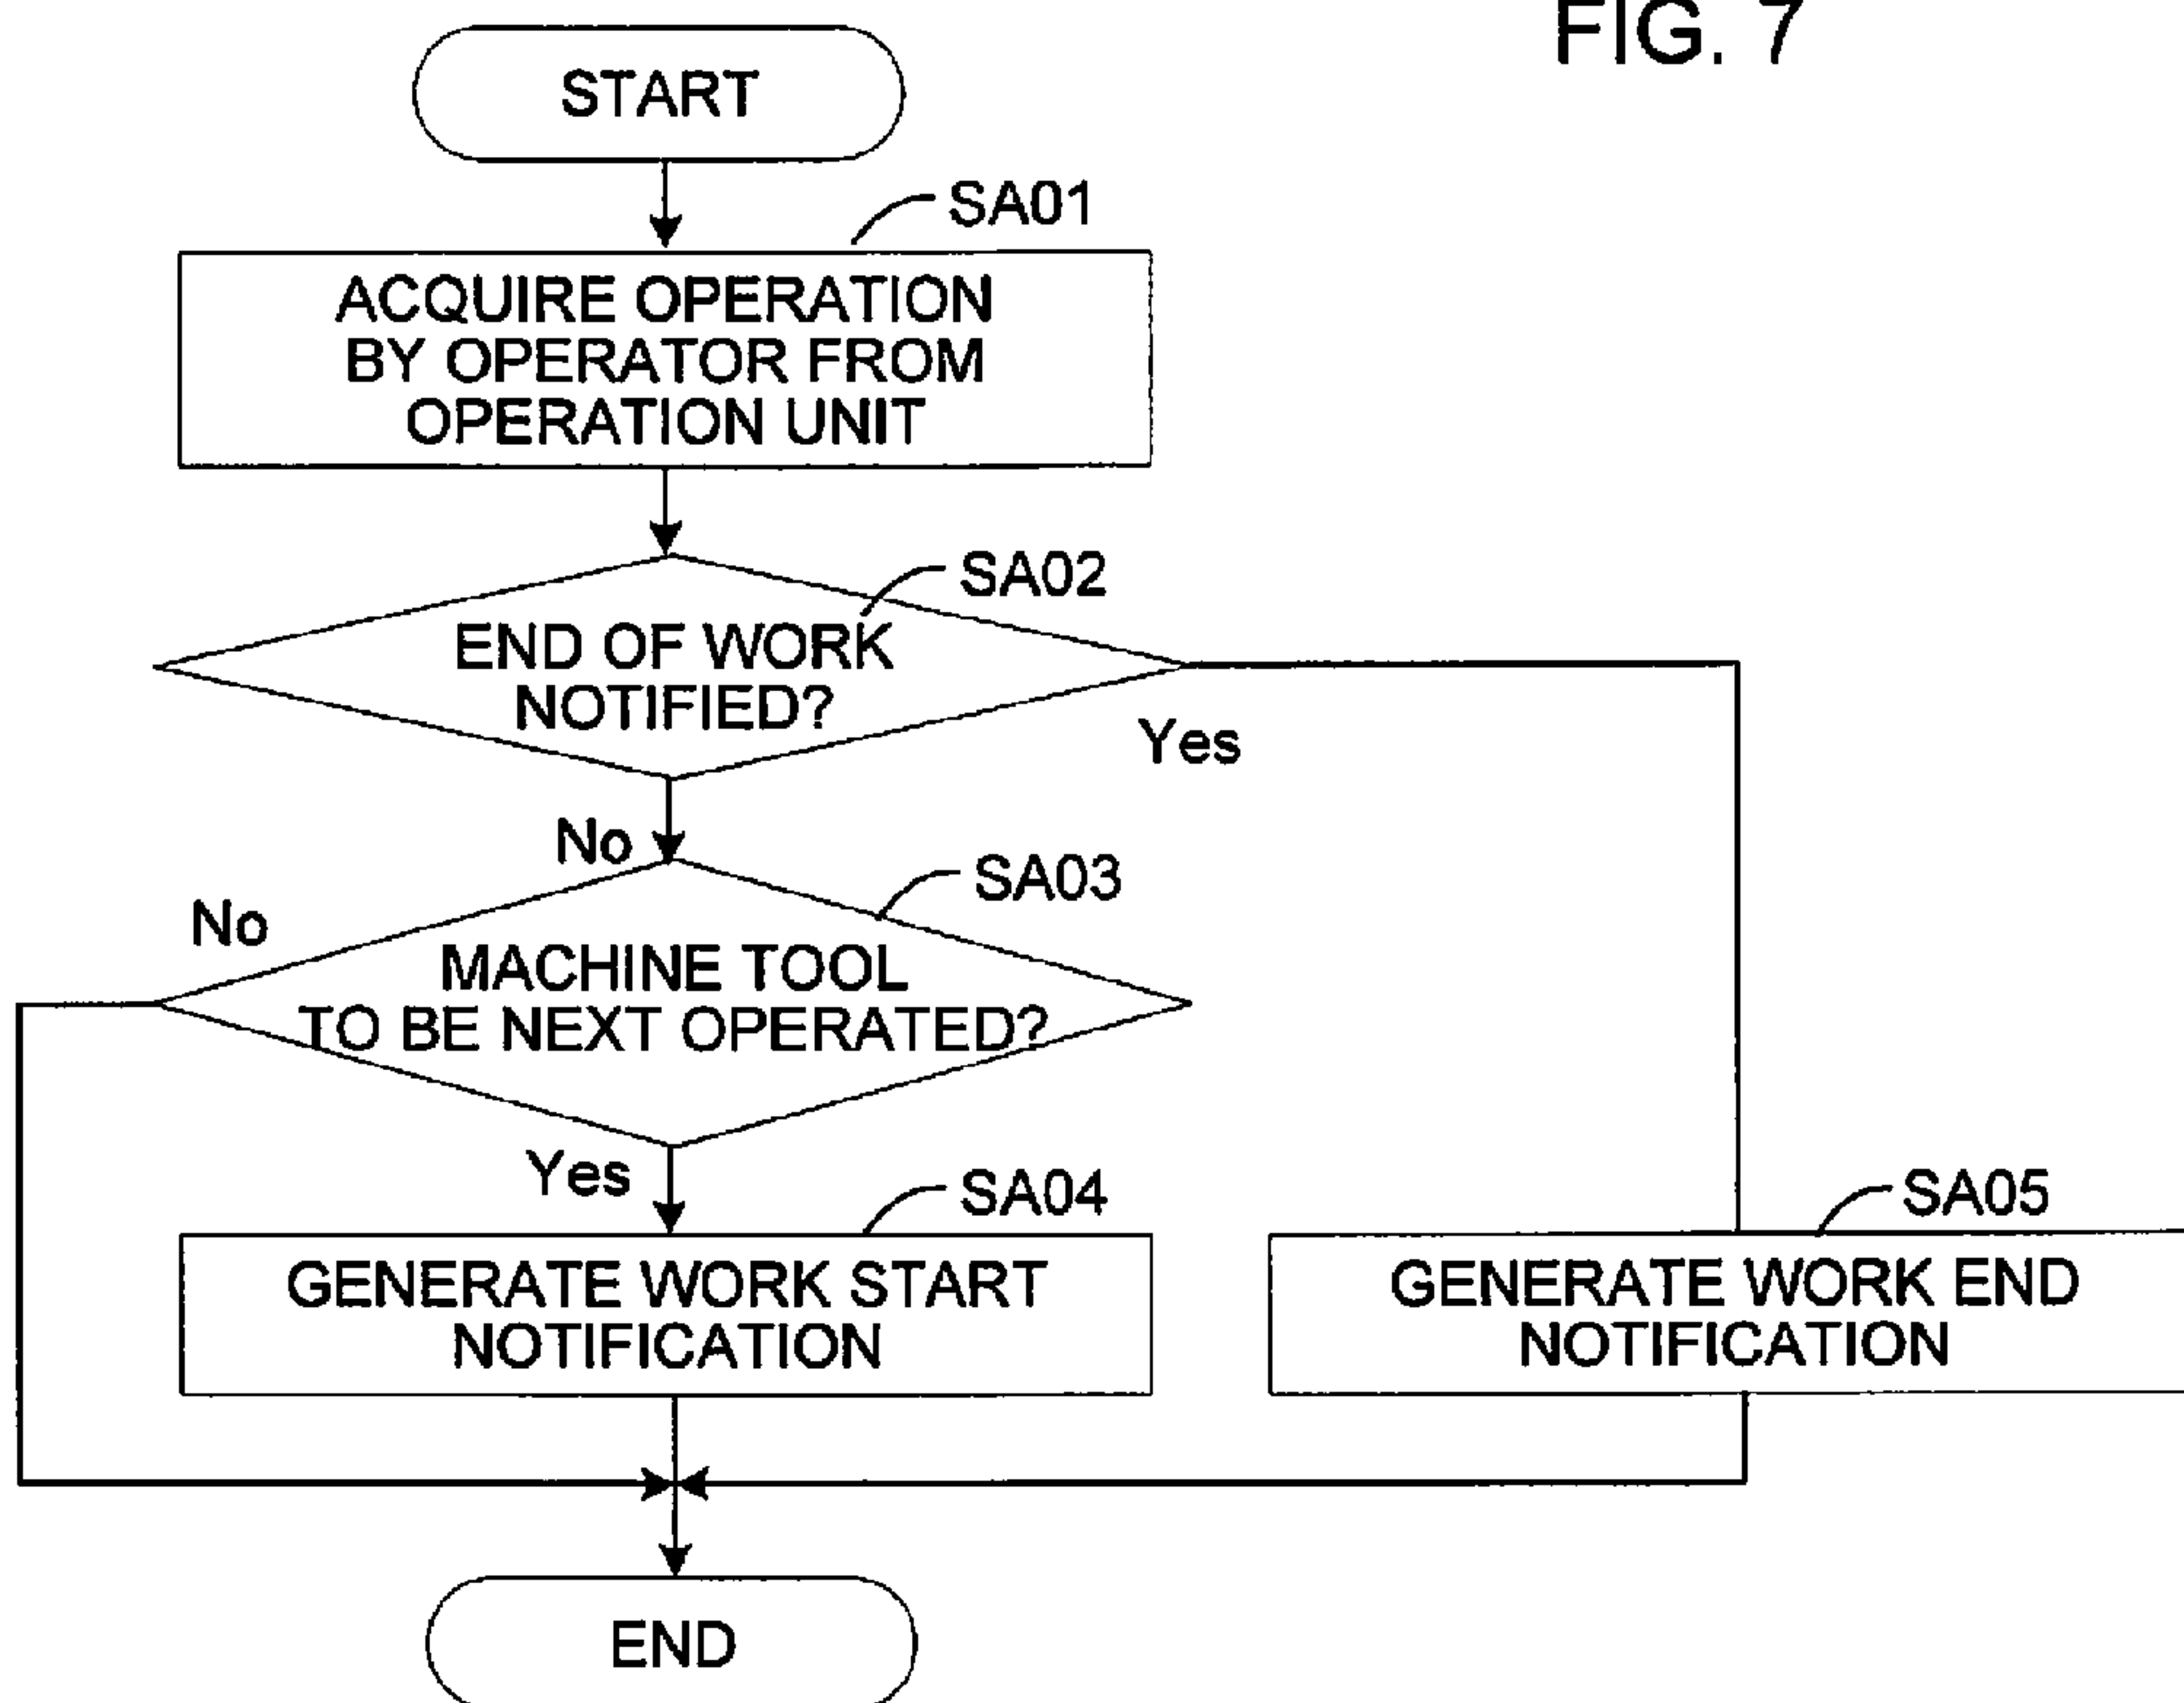 FIG. 7
START
SA01
ACQUIRE OPERATION
BY OPERATOR FROM
OPERATION UNIT
SA02
END OF WORK
NOTIFIED?
Yes
No
SA03
No
MACHINE TOOL
TO BE NEXT OPERATED?
Yes
SA04
SA05
GENERATE WORK START
NOTIFICATION
GENERATE WORK END
NOTIFICATION
END